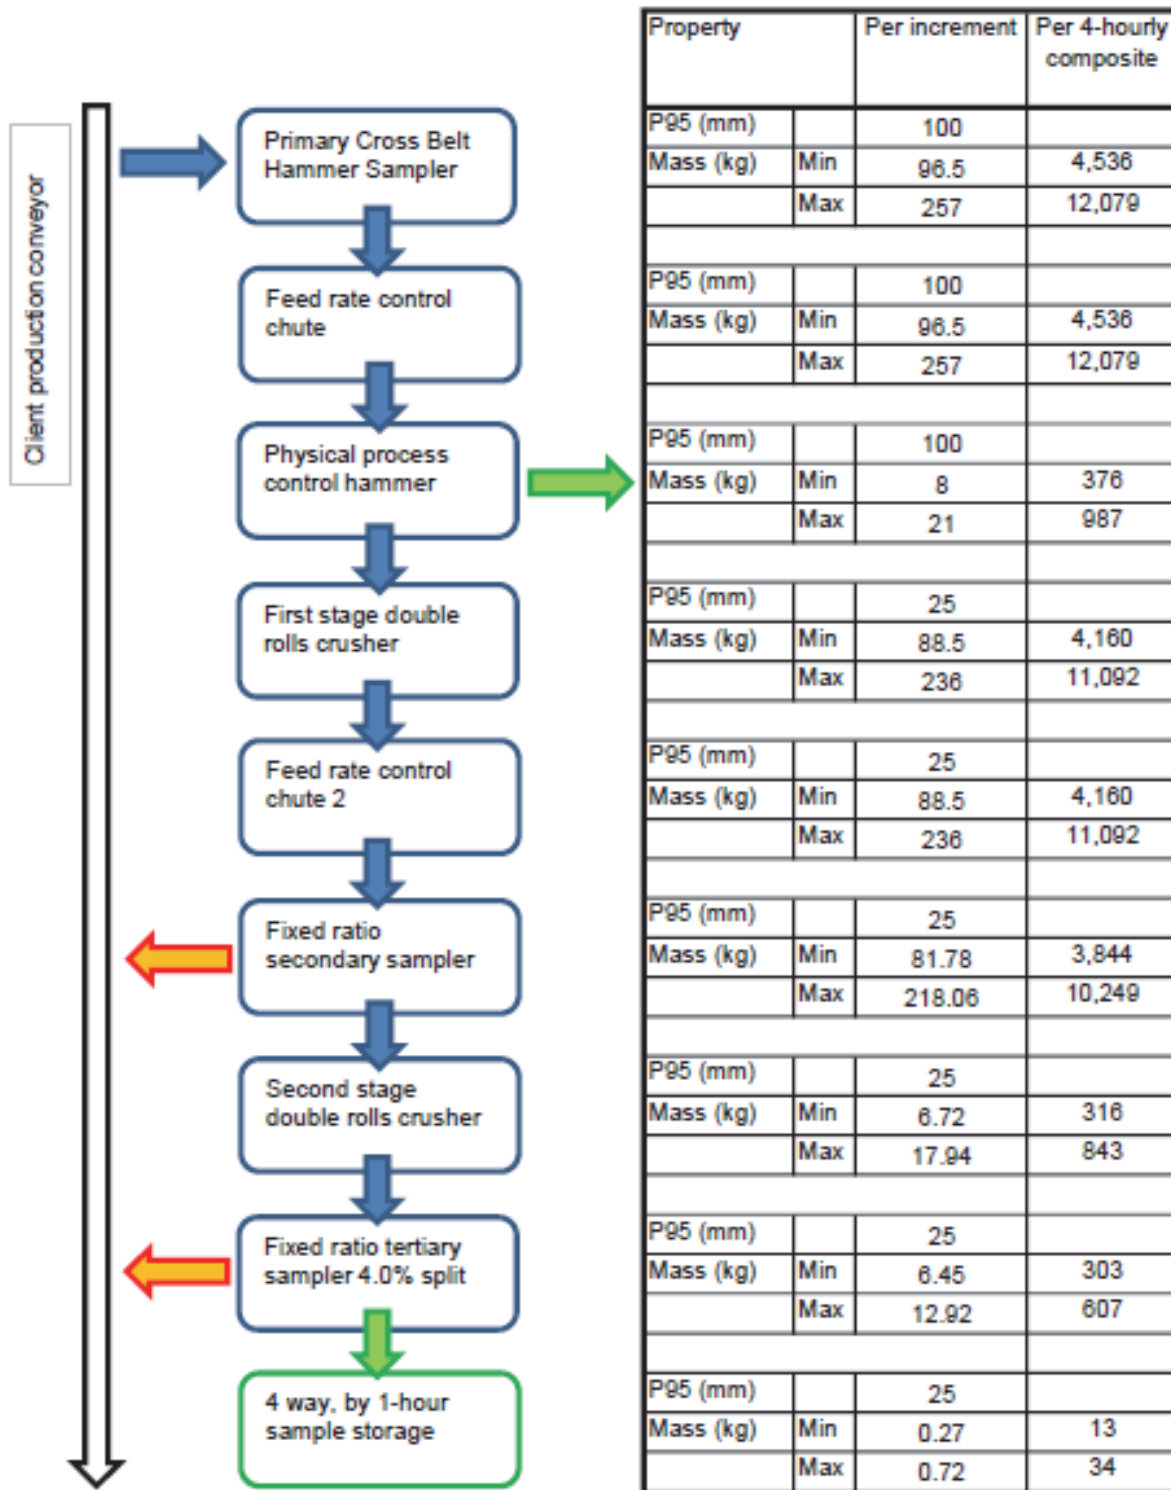 Property Per increment Per 4-hourly
composite
Client production conveyor
Primary Cross Belt
Hammer Sampler
P95 (mm) 100
Mass (kg) Min 96.5 4,536
Max 257 12,079
Feed rate control
chute
P95 (mm) 100
Mass (kg) Min 96.5 4,536
Max 257 12,079
Physical process
control hammer
P95 (mm) 100
Mass (kg) Min 8 376
Max 21 987
First stage double
rolls crusher
P95 (mm) 25
Mass (kg) Min 88.5 4,160
Max 236 11,092
Feed rate control
chute 2
P95 (mm) 25
Mass (kg) Min 88.5 4,160
Max 236 11,092
Fixed ratio
secondary sampler
P95 (mm) 25
Mass (kg) Min 81.78 3,844
Max 218.06 10,249
Second stage
double rolls crusher
P95 (mm) 25
Mass (kg) Min 6.72 316
Max 17.94 843
Fixed ratio tertiary
sampler 4.0% split
P95 (mm) 25
Mass (kg) Min 6.45 303
Max 12.92 607
4 way, by 1-hour
sample storage
P95 (mm) 25
Mass (kg) Min 0.27 13
Max 0.72 34